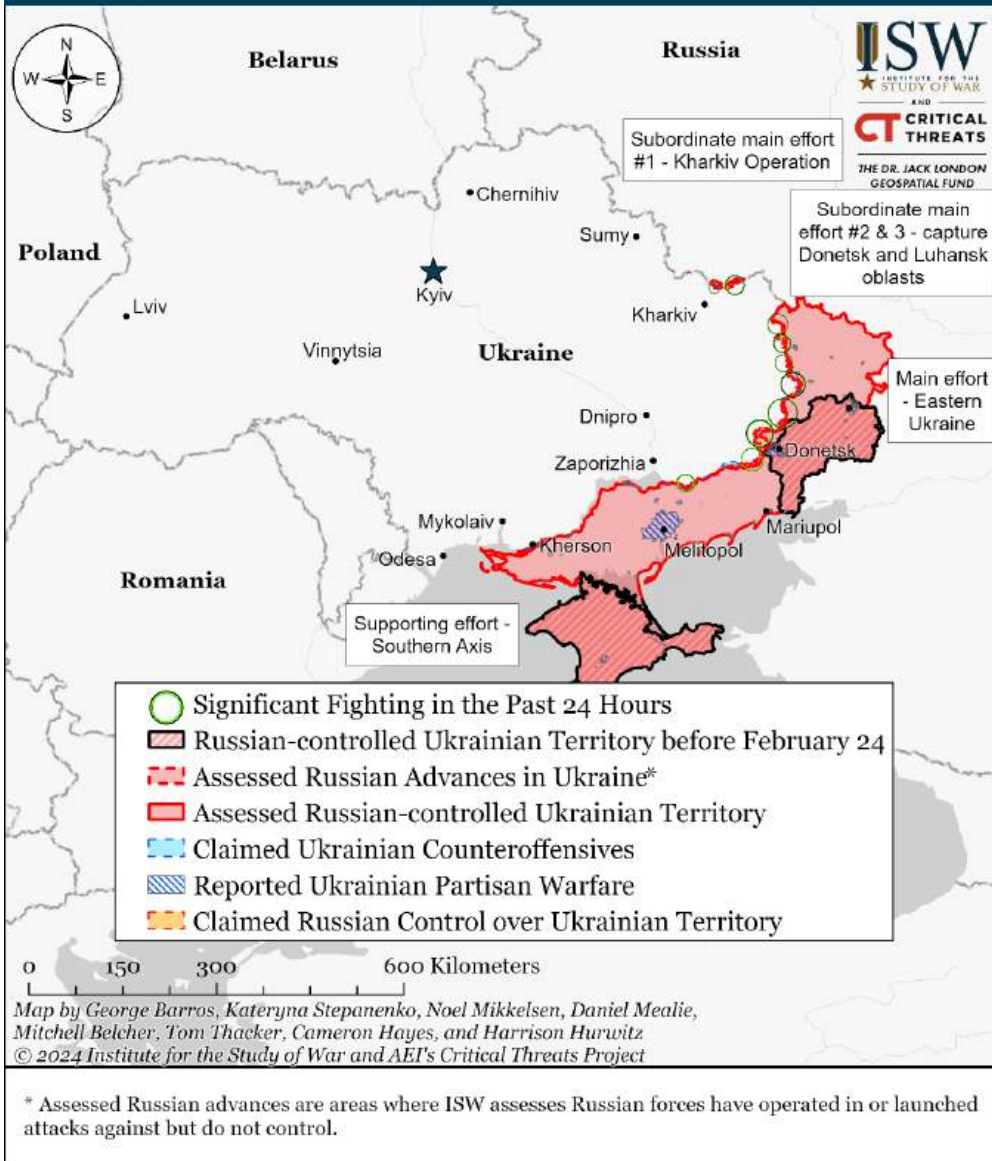 N
W E
S
Belarus
Russia
ISW
INSTITUTE FOR THE
STUDY OF WAR
AND
CT CRITICAL
THREATS
THE DR. JACK LONDON
GEOSPATIAL FUND
Subordinate main effort
#1 - Kharkiv Operation
Subordinate main
effort #2 & 3 - capture
Donetsk and Luhansk
oblasts
Chernihiv
Sumy
Poland
Kyiv
Lviv
Kharkiv
Vinnytsia
Ukraine
Main effort
- Eastern
Ukraine
Dnipro
Donetsk
Zaporizhia
Mykolaiv
Mariupol
Kherson
Melitopol
Odesa
Romania
Supporting effort -
Southern Axis
Significant Fighting in the Past 24 Hours
Russian-controlled Ukrainian Territory before February 24
Assessed Russian Advances in Ukraine*
Assessed Russian-controlled Ukrainian Territory
Claimed Ukrainian Counteroffensives
Reported Ukrainian Partisan Warfare
Claimed Russian Control over Ukrainian Territory
0 150 300 600 Kilometers
Map by George Barros, Kateryna Stepanenko, Noel Mikkelsen, Daniel Mealie,
Mitchell Belcher, Tom Thacker, Cameron Hayes, and Harrison Hurwitz
© 2024 Institute for the Study of War and AEI's Critical Threats Project
* Assessed Russian advances are areas where ISW assesses Russian forces have operated in or launched
attacks against but do not control.